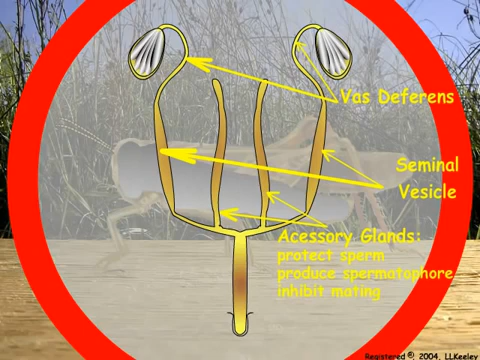 Vas Deferens
Seminal
Vesicle
Acessory Glands:
protect sperm
produce spermatophore
inhibit mating
Registered ©, 2004, LLKeeley